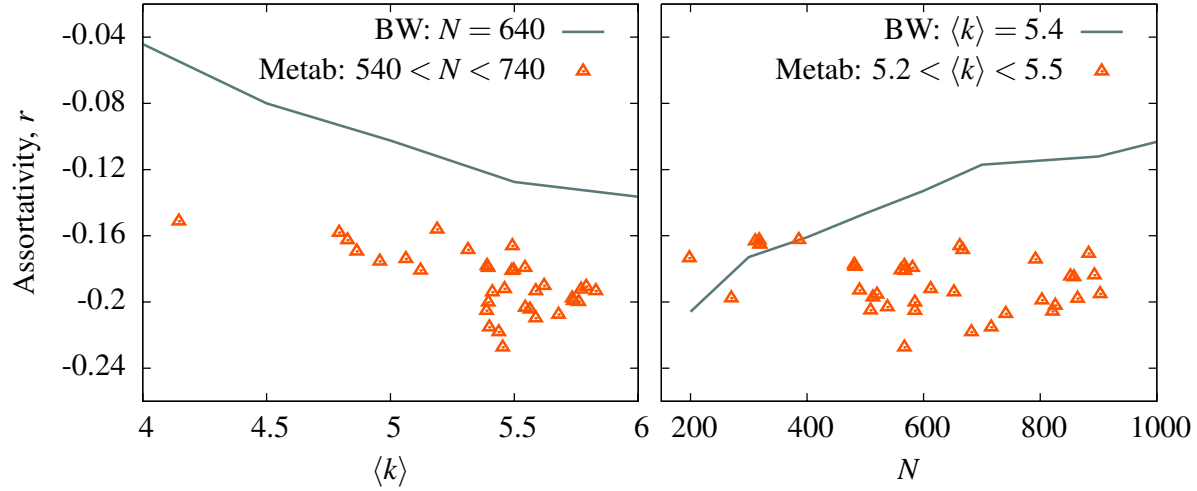 BW: N = 640
Metab: 540 < N < 740
BW: ⟨k⟩ = 5.4
Metab: 5.2 < ⟨k⟩ < 5.5
Assortativity, r
-0.04
-0.08
-0.12
-0.16
-0.2
-0.24
4 4.5 5 5.5 6
200 400 600 800 1000
⟨k⟩
N